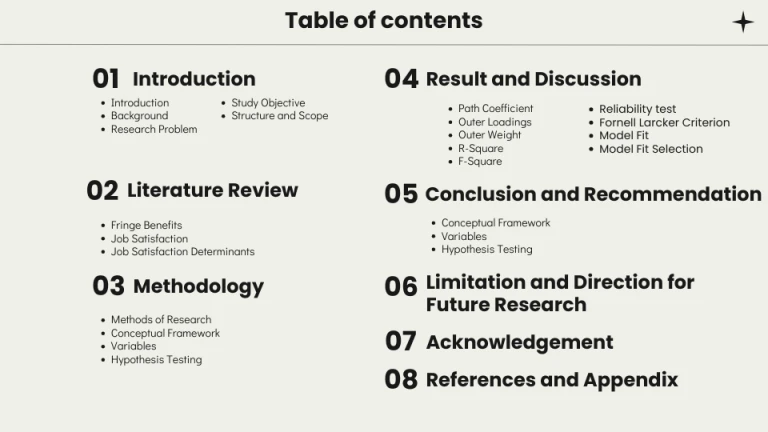 Table of contents
01 Introduction
• Introduction
• Background
• Research Problem
• Study Objective
• Structure and Scope
02 Literature Review
• Fringe Benefits
• Job Satisfaction
• Job Satisfaction Determinants
03 Methodology
• Methods of Research
• Conceptual Framework
• Variables
• Hypothesis Testing
04 Result and Discussion
• Path Coefficient
• Outer Loadings
• Outer Weight
• R-Square
• F-Square
• Reliability test
• Fornell Larcker Criterion
• Model Fit
• Model Fit Selection
05 Conclusion and Recommendation
• Conceptual Framework
• Variables
• Hypothesis Testing
06 Limitation and Direction for
Future Research
07 Acknowledgement
08 References and Appendix